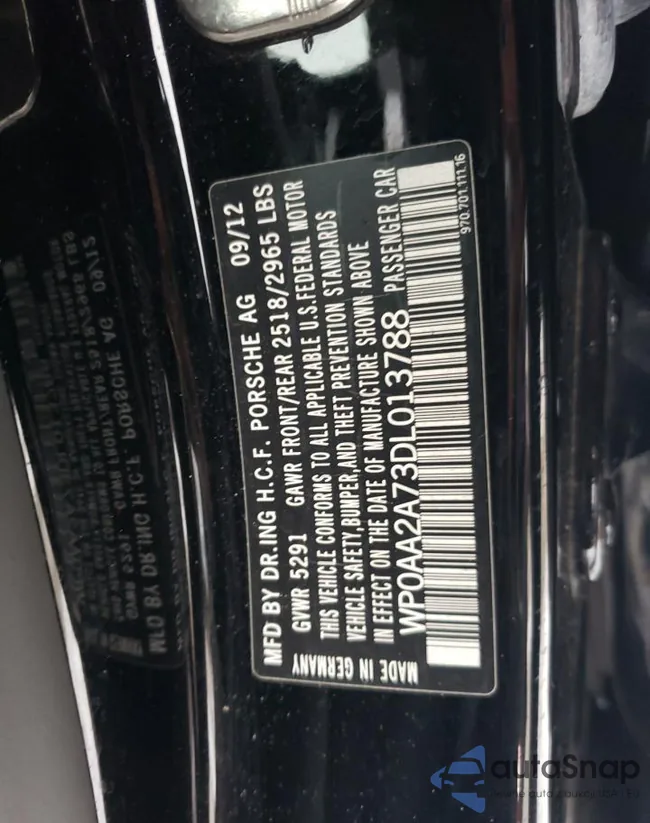 MFD BY DR.ING H.C.F. PORSCHE AG 09/12
GVWR 5291 GAWR FRONT/REAR 2518/2965 LBS
THIS VEHICLE CONFORMS TO ALL APPLICABLE U.S.FEDERAL MOTOR
VEHICLE SAFETY,BUMPER,AND THEFT PREVENTION STANDARDS
IN EFFECT ON THE DATE OF MANUFACTURE SHOWN ABOVE
WP0AA2A73DL013788 PASSENGER CAR
MADE IN GERMANY
970.701.111.16
autoSnap